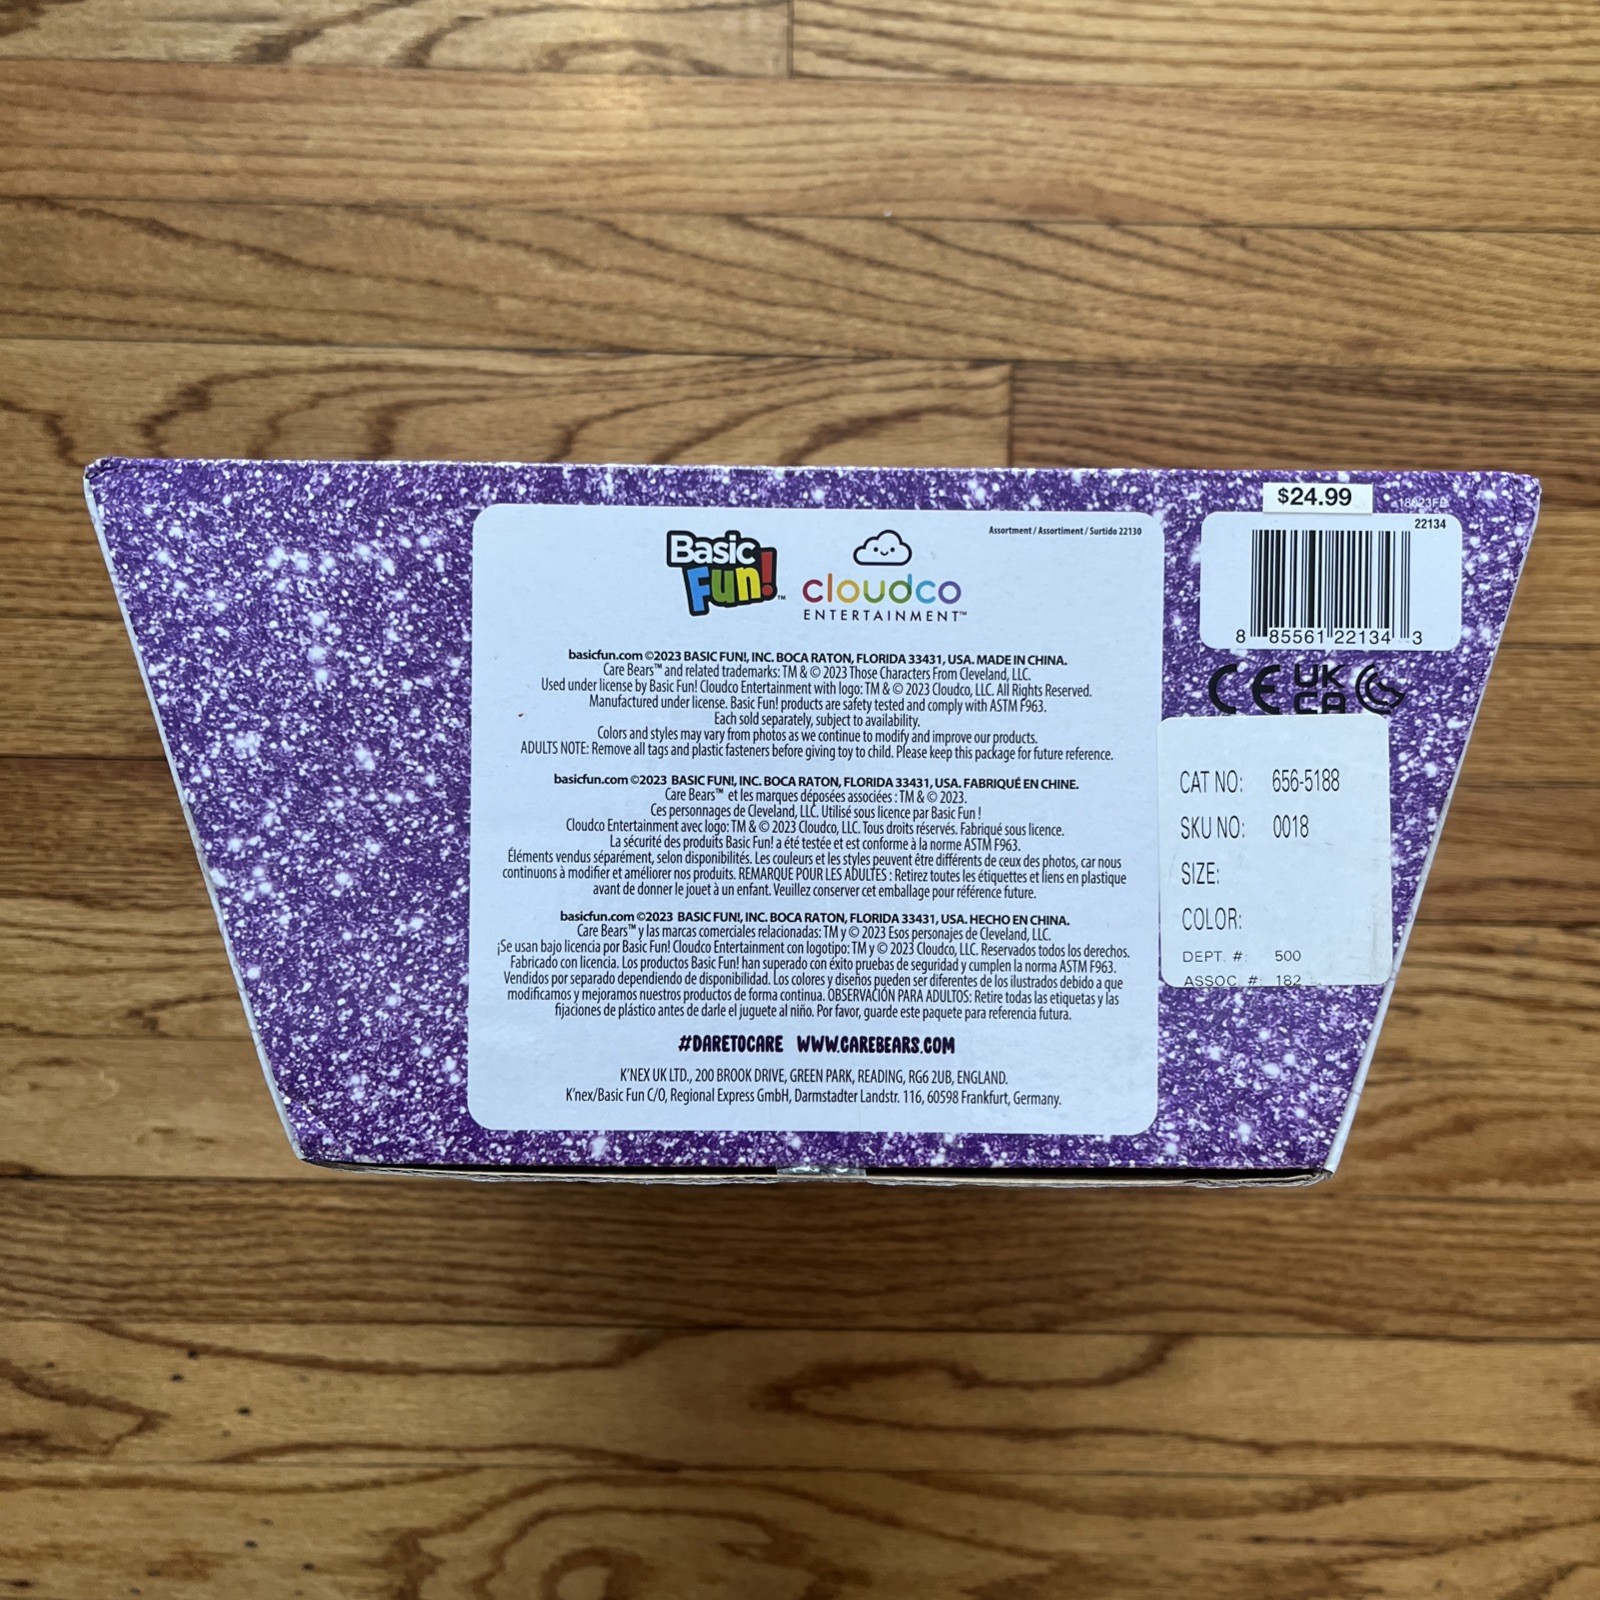 $24.99
22134
8 85561 22134 3
Assortment / Assortiment / Surtido 22130
Basic
Fun!™
cloudco
ENTERTAINMENT™
CE UK
CA
basicfun.com ©2023 BASIC FUN!, INC. BOCA RATON, FLORIDA 33431, USA. MADE IN CHINA.
Care Bears™ and related trademarks: TM & © 2023 Those Characters From Cleveland, LLC.
Used under license by Basic Fun! Cloudco Entertainment with logo: TM & © 2023 Cloudco, LLC. All Rights Reserved.
Manufactured under license. Basic Fun! products are safety tested and comply with ASTM F963.
Each sold separately, subject to availability.
Colors and styles may vary from photos as we continue to modify and improve our products.
ADULTS NOTE: Remove all tags and plastic fasteners before giving toy to child. Please keep this package for future reference.
basicfun.com ©2023 BASIC FUN!, INC. BOCA RATON, FLORIDA 33431, USA. FABRIQUÉ EN CHINE.
Care Bears™ et les marques déposées associées : TM & © 2023.
Ces personnages de Cleveland, LLC. Utilisé sous licence par Basic Fun !
Cloudco Entertainment avec logo: TM & © 2023 Cloudco, LLC. Tous droits réservés. Fabriqué sous licence.
La sécurité des produits Basic Fun! a été testée et est conforme à la norme ASTM F963.
Éléments vendus séparément, selon disponibilités. Les couleurs et les styles peuvent être différents de ceux des photos, car nous
continuons à modifier et améliorer nos produits. REMARQUE POUR LES ADULTES : Retirez toutes les étiquettes et liens en plastique
avant de donner le jouet à un enfant. Veuillez conserver cet emballage pour référence future.
basicfun.com ©2023 BASIC FUN!, INC. BOCA RATON, FLORIDA 33431, USA. HECHO EN CHINA.
Care Bears™ y las marcas comerciales relacionadas: TM y © 2023 Esos personajes de Cleveland, LLC.
¡Se usan bajo licencia por Basic Fun! Cloudco Entertainment con logotipo: TM y © 2023 Cloudco, LLC. Reservados todos los derechos.
Fabricado con licencia. Los productos Basic Fun! han superado con éxito pruebas de seguridad y cumplen la norma ASTM F963.
Vendidos por separado dependiendo de disponibilidad. Los colores y diseños pueden ser diferentes de los ilustrados debido a que
modificamos y mejoramos nuestros productos de forma continua. OBSERVACIÓN PARA ADULTOS: Retire todas las etiquetas y las
fijaciones de plástico antes de darle el juguete al niño. Por favor, guarde este paquete para referencia futura.
#DARETOCARE WWW.CAREBEARS.COM
K'NEX UK LTD., 200 BROOK DRIVE, GREEN PARK, READING, RG6 2UB, ENGLAND.
K'nex/Basic Fun C/O, Regional Express GmbH, Darmstadter Landstr. 116, 60598 Frankfurt, Germany.
CAT NO: 656-5188
SKU NO: 0018
SIZE:
COLOR:
DEPT. #: 500
ASSOC #: 182